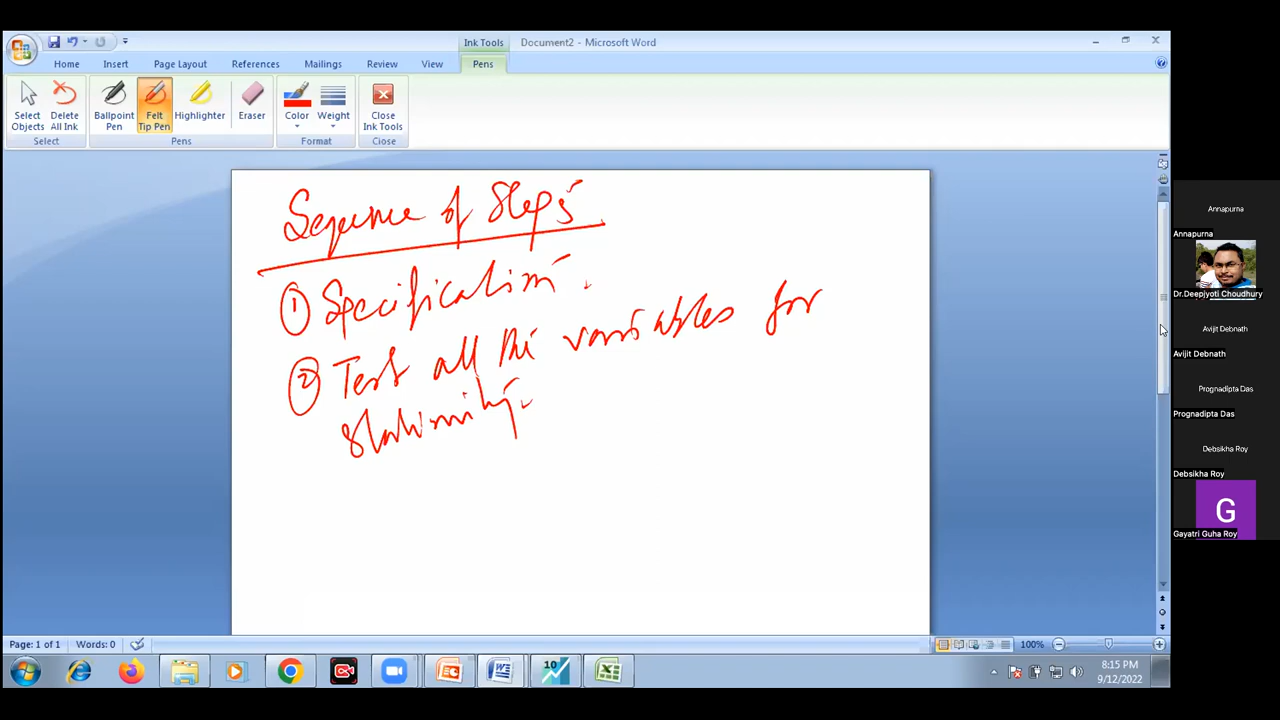 Ink Tools
Document2 - Microsoft Word
Home Insert Page Layout References Mailings Review View Pens
Select Objects
Delete All Ink
Ballpoint Pen
Felt Tip Pen
Highlighter
Eraser
Color
Weight
Close Ink Tools
Select
Pens
Format
Close
Sequence of Steps
① Specification.
② Test all the variables for
Stationarity.
Annapurna
Annapurna
Dr.Deepjyoti Choudhury
Avijit Debnath
Avijit Debnath
Prognadipta Das
Prognadipta Das
Debsikha Roy
Debsikha Roy
G
Gayatri Guha Roy
Page: 1 of 1
Words: 0
100%
10
8:15 PM
9/12/2022